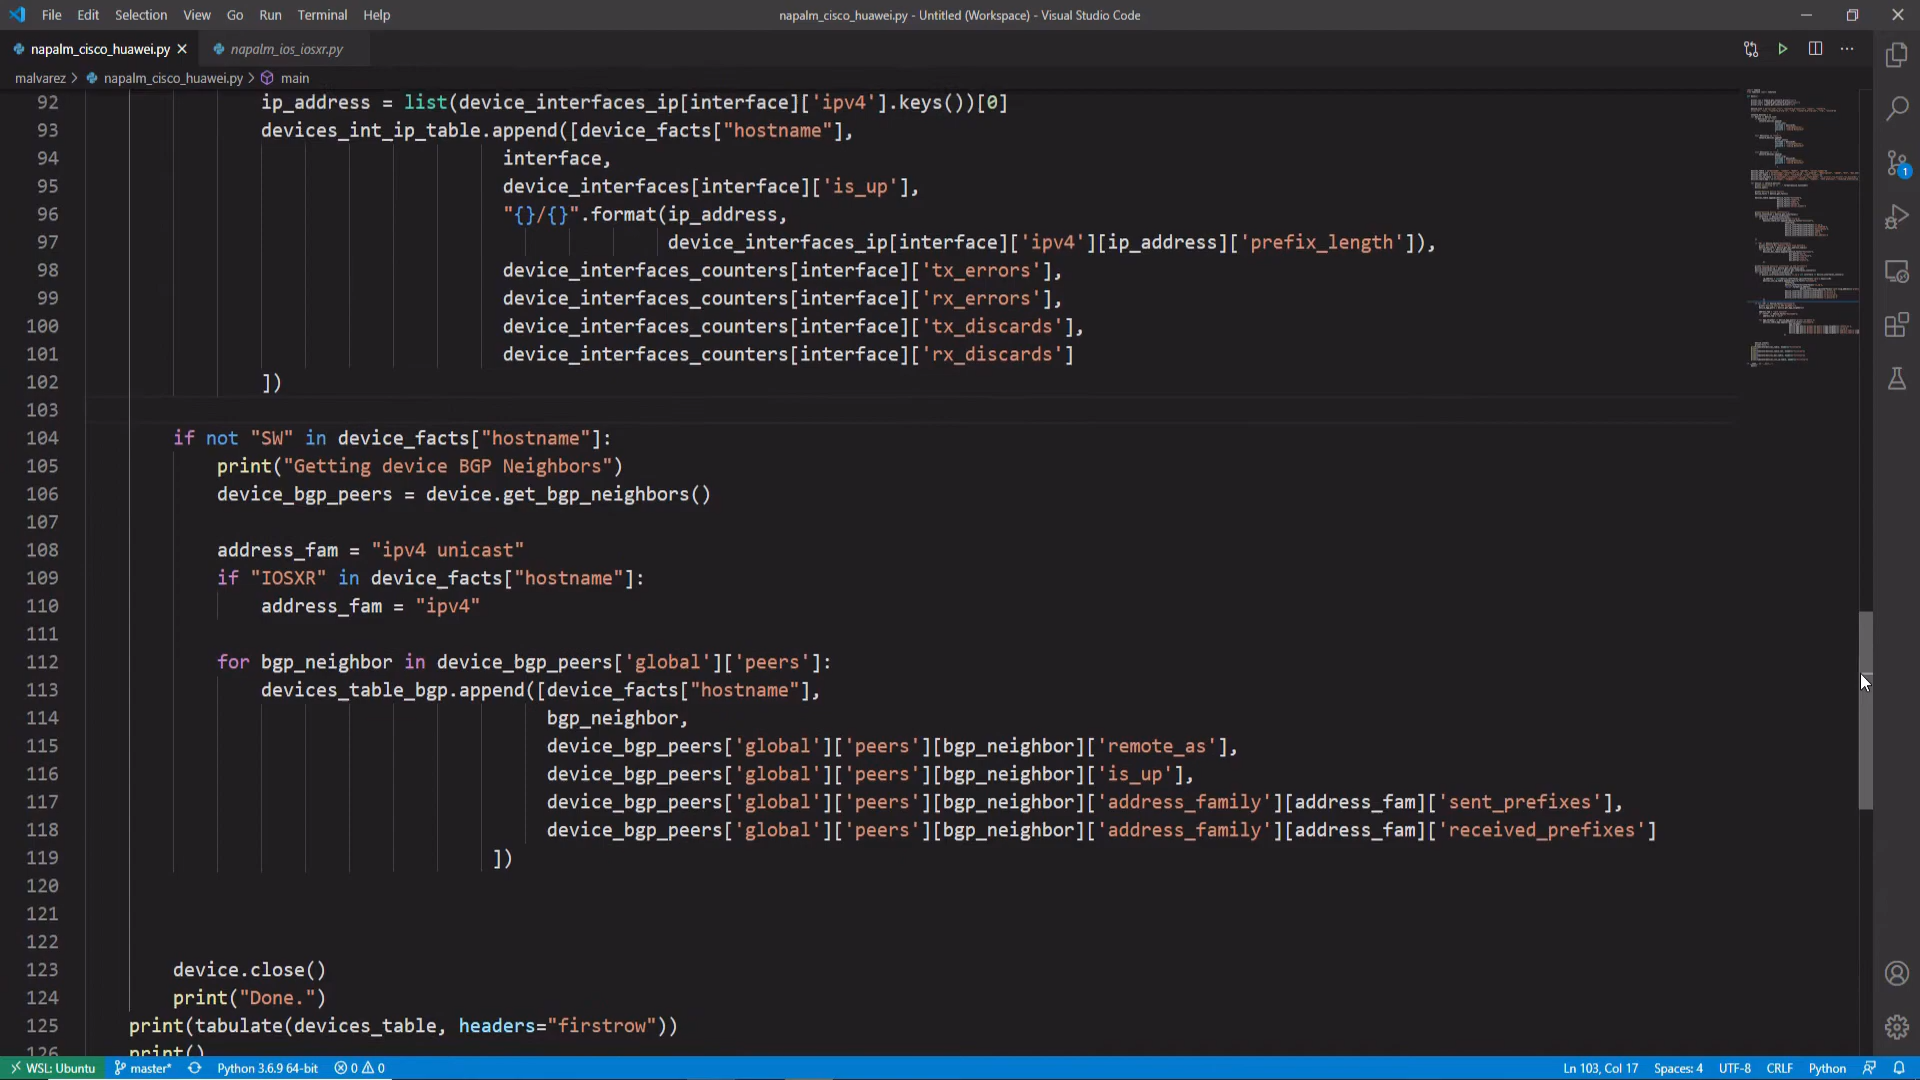 File Edit Selection View Go Run Terminal Help
napalm_cisco_huawei.py - Untitled (Workspace) - Visual Studio Code
napalm_cisco_huawei.py napalm_ios_iosxr.py
malvarez > napalm_cisco_huawei.py > main
92 ip_address = list(device_interfaces_ip[interface]['ipv4'].keys())[0]
93 devices_int_ip_table.append([device_facts["hostname"],
94 interface,
95 device_interfaces[interface]['is_up'],
96 "{}/{}".format(ip_address,
97 device_interfaces_ip[interface]['ipv4'][ip_address]['prefix_length']),
98 device_interfaces_counters[interface]['tx_errors'],
99 device_interfaces_counters[interface]['rx_errors'],
100 device_interfaces_counters[interface]['tx_discards'],
101 device_interfaces_counters[interface]['rx_discards']
102 ])
103
104 if not "SW" in device_facts["hostname"]:
105 print("Getting device BGP Neighbors")
106 device_bgp_peers = device.get_bgp_neighbors()
107
108 address_fam = "ipv4 unicast"
109 if "IOSXR" in device_facts["hostname"]:
110 address_fam = "ipv4"
111
112 for bgp_neighbor in device_bgp_peers['global']['peers']:
113 devices_table_bgp.append([device_facts["hostname"],
114 bgp_neighbor,
115 device_bgp_peers['global']['peers'][bgp_neighbor]['remote_as'],
116 device_bgp_peers['global']['peers'][bgp_neighbor]['is_up'],
117 device_bgp_peers['global']['peers'][bgp_neighbor]['address_family'][address_fam]['sent_prefixes'],
118 device_bgp_peers['global']['peers'][bgp_neighbor]['address_family'][address_fam]['received_prefixes']
119 ])
120
121
122
123 device.close()
124 print("Done.")
125 print(tabulate(devices_table, headers="firstrow"))
126 print()
1
WSL: Ubuntu master* Python 3.6.9 64-bit 0 0 Ln 103, Col 17 Spaces: 4 UTF-8 CRLF Python